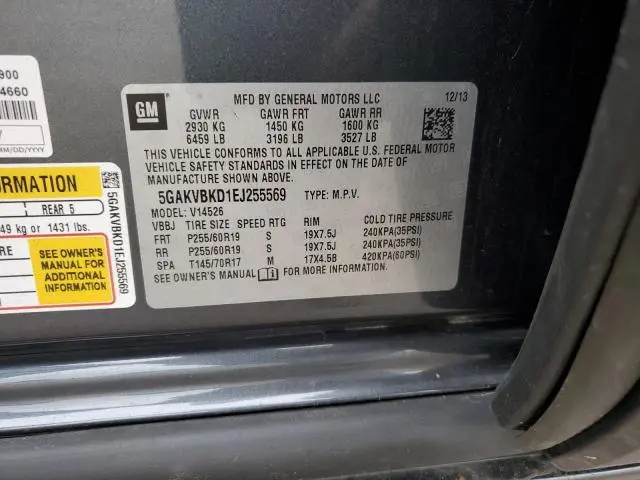 900
4660
MM/DD/YYYY
FORMATION
REAR 5
49 kg or 1431 lbs.
SEE OWNER'S
MANUAL FOR
ADDITIONAL
INFORMATION
5GAKVBKD1EJ255569
GM
MFD BY GENERAL MOTORS LLC 12/13
GVWR GAWR FRT GAWR RR
2930 KG 1450 KG 1600 KG
6459 LB 3196 LB 3527 LB
THIS VEHICLE CONFORMS TO ALL APPLICABLE U.S. FEDERAL MOTOR
VEHICLE SAFETY STANDARDS IN EFFECT ON THE DATE OF
MANUFACTURE SHOWN ABOVE.
5GAKVBKD1EJ255569 TYPE: M.P.V.
MODEL: V14526
VBBJ TIRE SIZE SPEED RTG RIM COLD TIRE PRESSURE
FRT P255/60R19 S 19X7.5J 240KPA(35PSI)
RR P255/60R19 S 19X7.5J 240KPA(35PSI)
SPA T145/70R17 M 17X4.5B 420KPA(60PSI)
SEE OWNER'S MANUAL FOR MORE INFORMATION